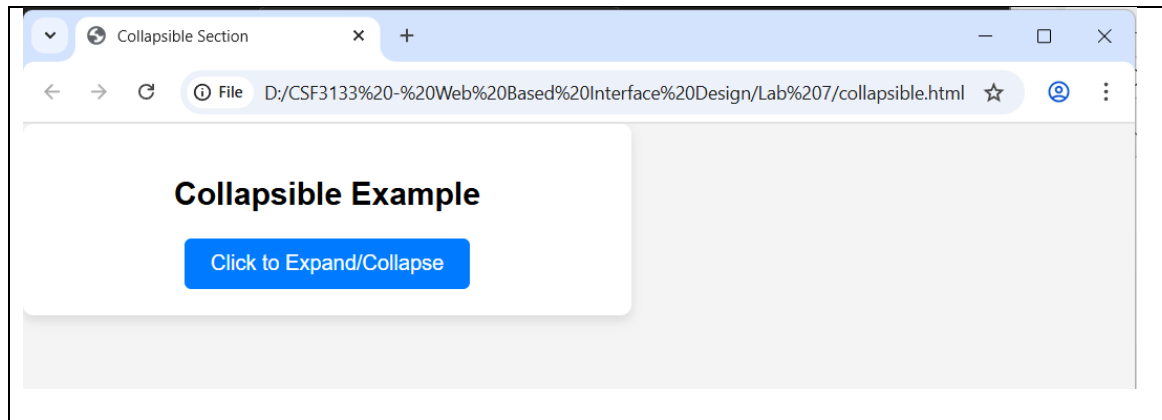 Collapsible Section
File D:/CSF3133%20-%20Web%20Based%20Interface%20Design/Lab%207/collapsible.html
Collapsible Example
Click to Expand/Collapse